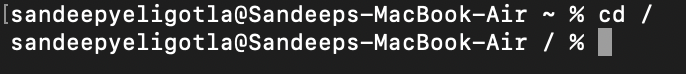 [sandeepyeligotla@Sandeeps-MacBook-Air ~ % cd /
sandeepyeligotla@Sandeeps-MacBook-Air / %